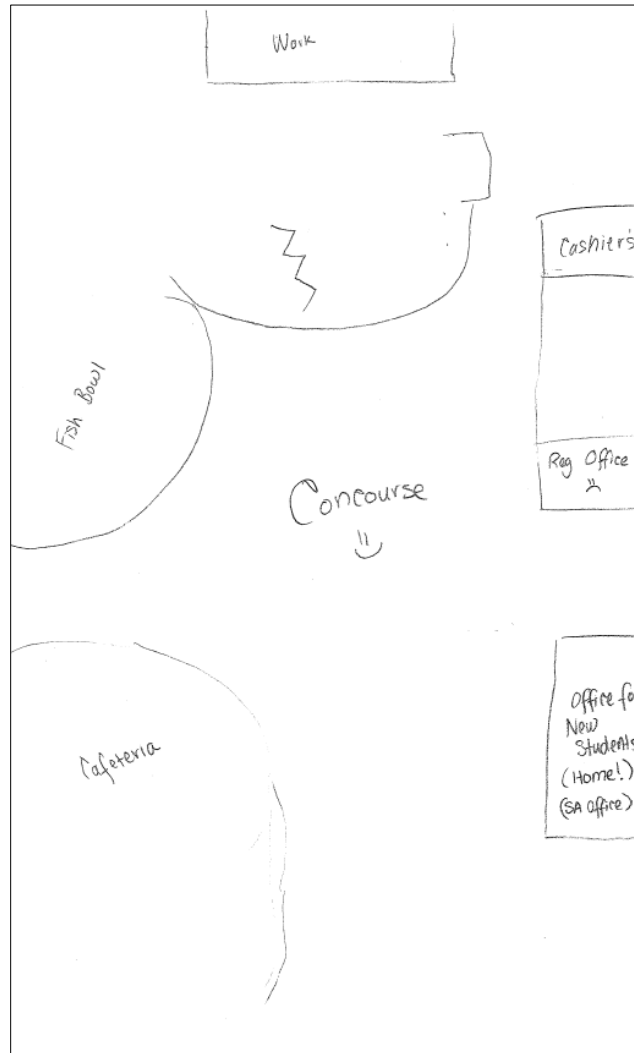 Work
Cashier's
Fish Bowl
Reg Office
Concourse
Cafeteria
Office fo
New
Students
(Home!)
(SA Office)